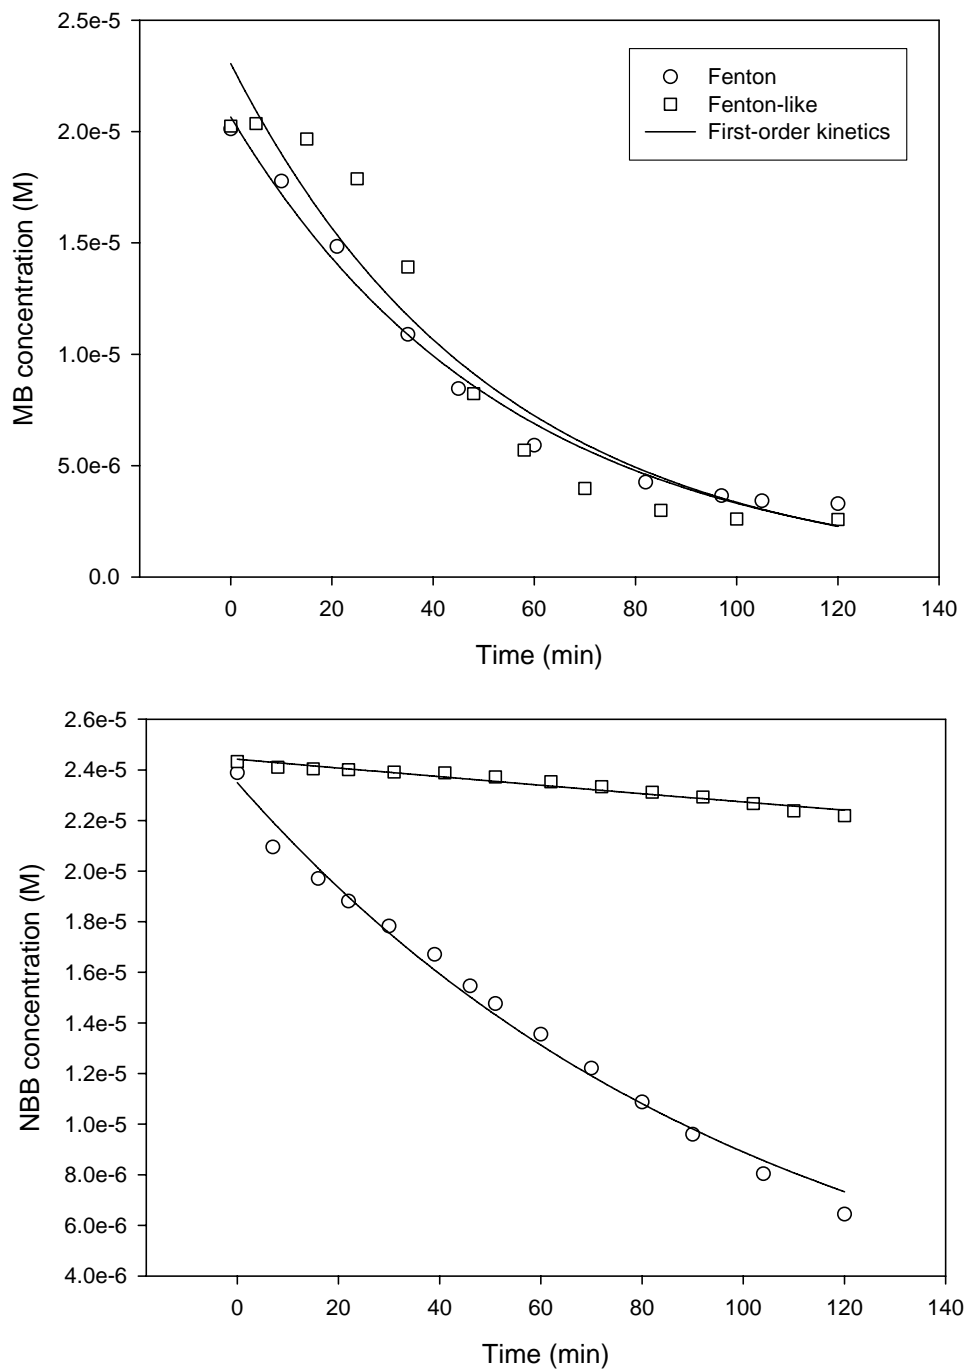 2.5e-5
2.0e-5
1.5e-5
1.0e-5
5.0e-6
0.0
MB concentration (M)
Fenton
Fenton-like
First-order kinetics
0 20 40 60 80 100 120 140
Time (min)
2.6e-5
2.4e-5
2.2e-5
2.0e-5
1.8e-5
1.6e-5
1.4e-5
1.2e-5
1.0e-5
8.0e-6
6.0e-6
4.0e-6
NBB concentration (M)
0 20 40 60 80 100 120 140
Time (min)